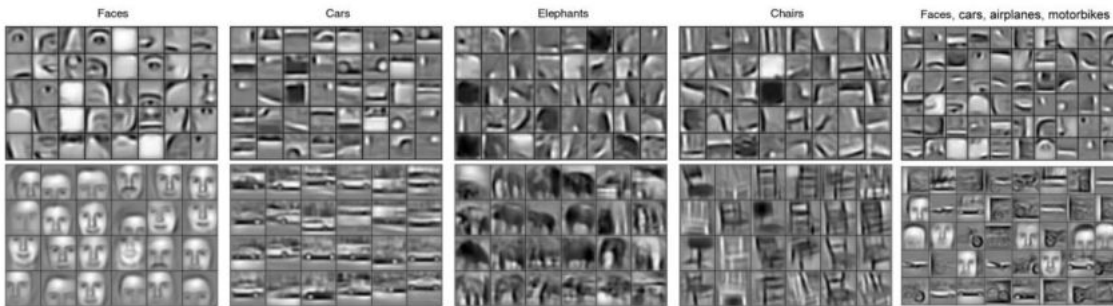 Faces
Cars
Elephants
Chairs
Faces, cars, airplanes, motorbikes